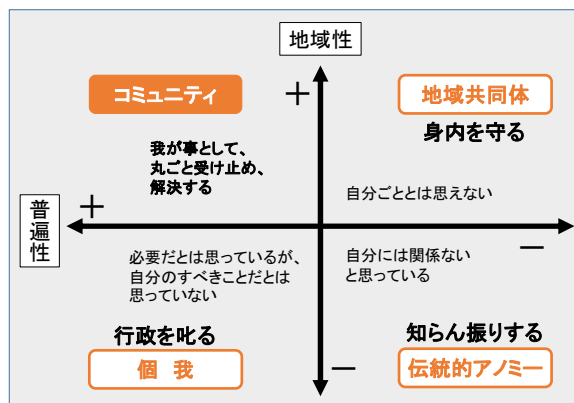 地域性
コミュニティ
＋
地域共同体
身内を守る
我が事として、
丸ごと受け止め、
解決する
自分ごととは思えない
普遍性
＋
－
必要だとは思っているが、
自分のすべきことだとは
思っていない
自分には関係ない
と思っている
行政を叱る
知らん振りする
個 我
－
伝統的アノミー